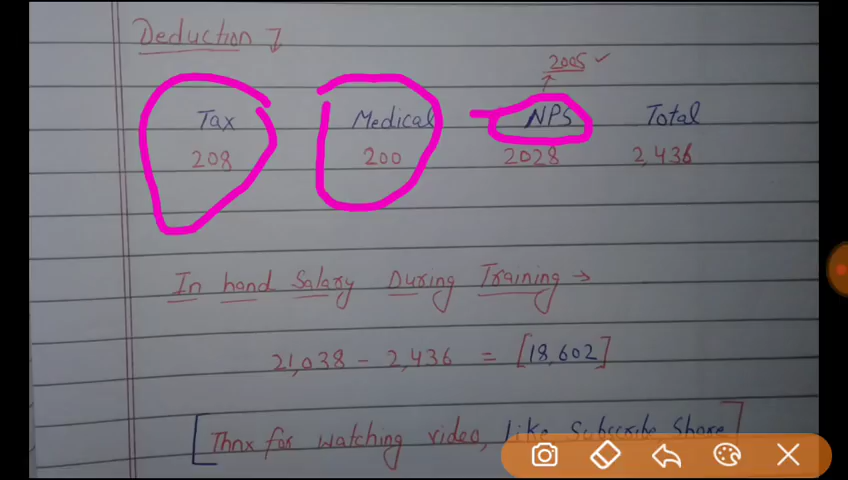 Deduction
2005 ✓
Tax Medical NPS Total
208 200 2028 2,436
In hand Salary During Training →
21,038 - 2,436 = [18,602]
[Thnx for watching video, Like Subscribe Share]